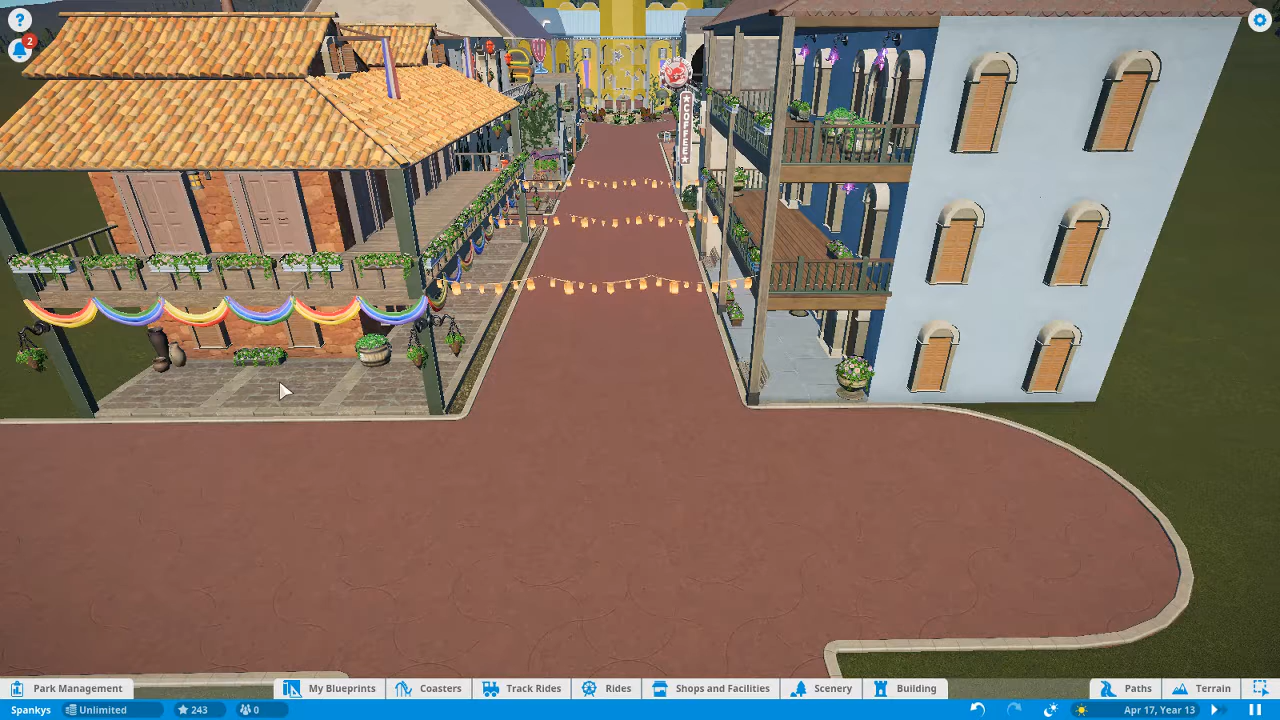 ?
2
COFFEE
Park Management
My Blueprints
Coasters
Track Rides
Rides
Shops and Facilities
Scenery
Building
Paths
Terrain
Spankys
Unlimited
243
0
Apr 17, Year 13